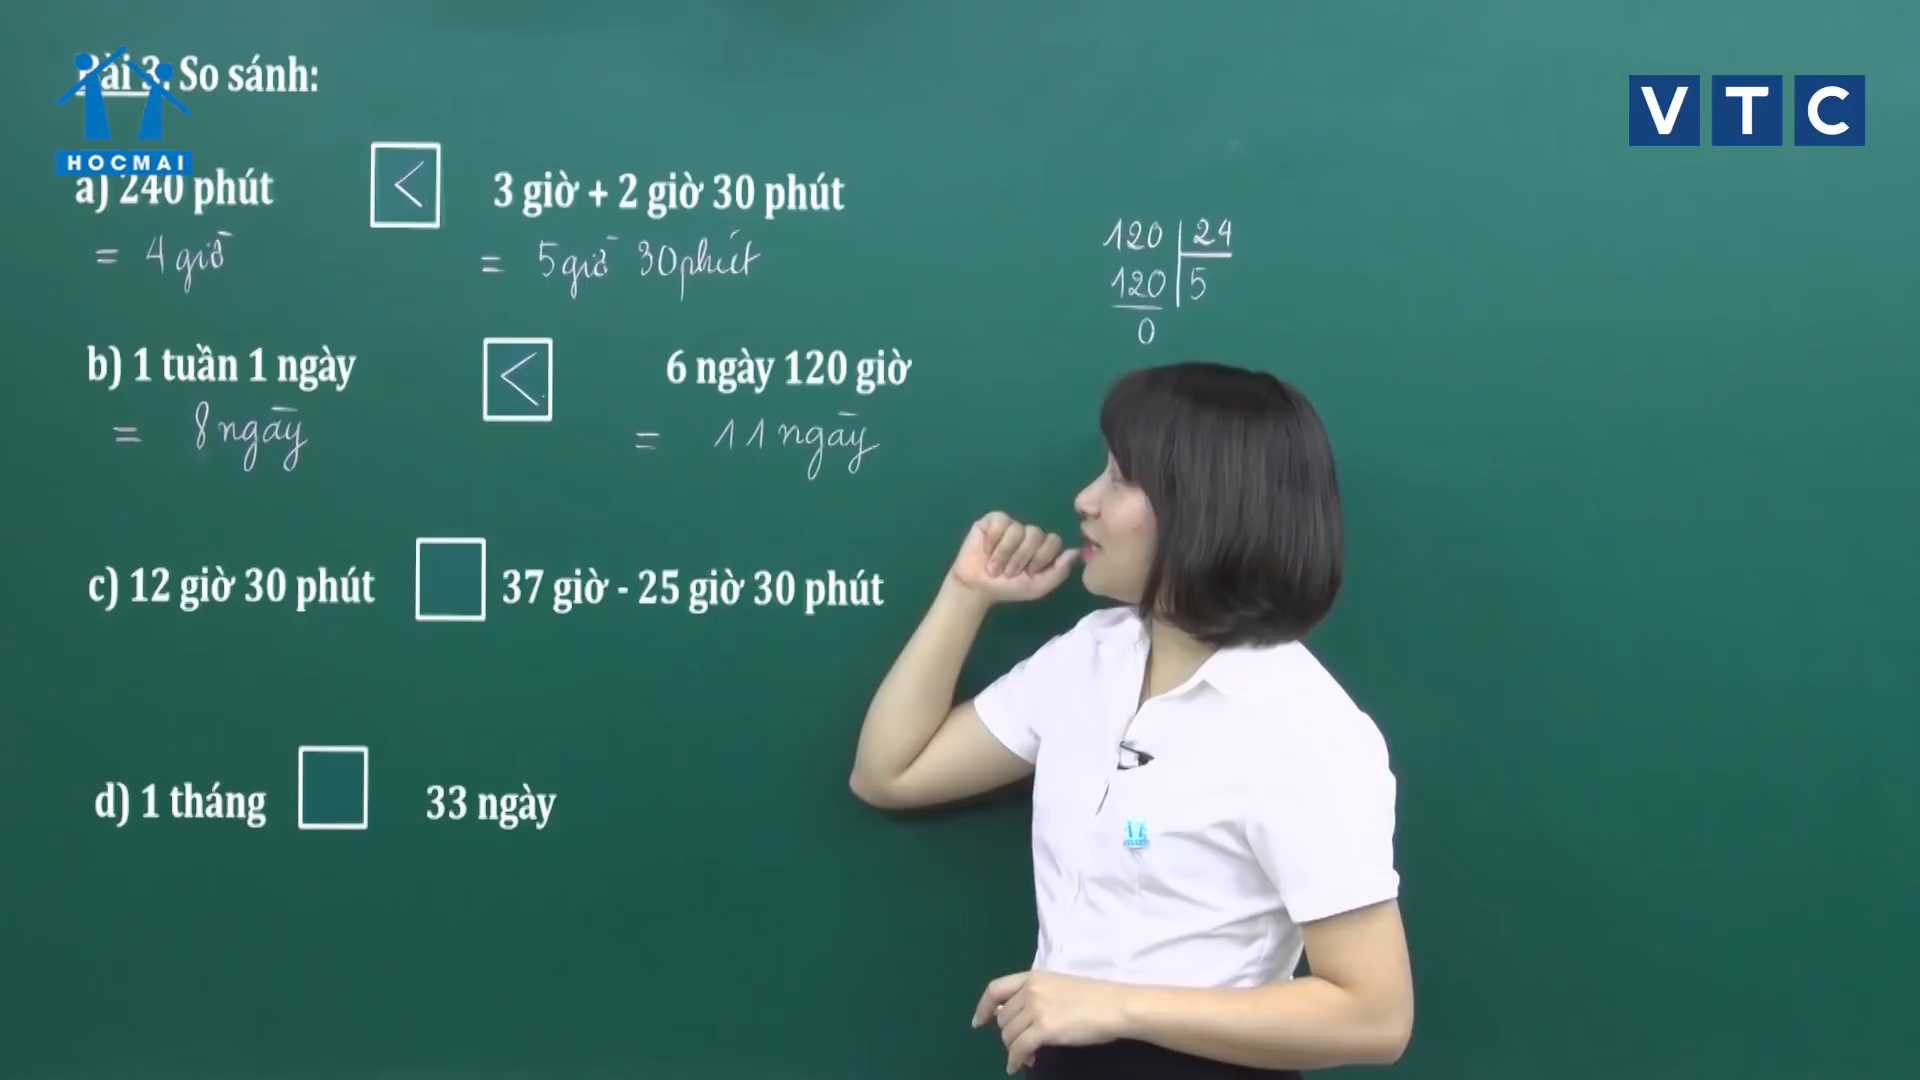 Bài 3. So sánh:
HOCMAI
VTC
a) 240 phút < 3 giờ + 2 giờ 30 phút
= 4 giờ = 5 giờ 30 phút
120 24
120 5
0
b) 1 tuần 1 ngày < 6 ngày 120 giờ
= 8 ngày = 11 ngày
c) 12 giờ 30 phút 37 giờ - 25 giờ 30 phút
d) 1 tháng 33 ngày